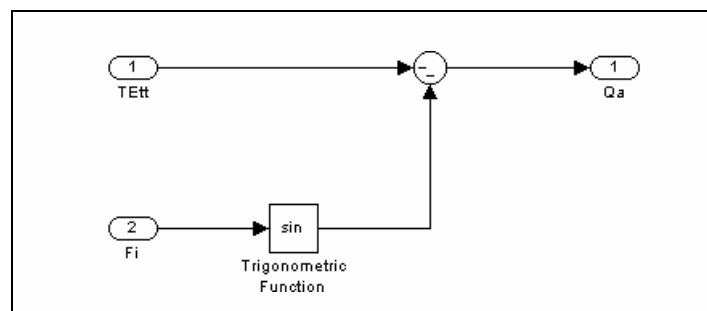 1
TEtt
--
1
Qa
2
Fi
sin
Trigonometric
Function